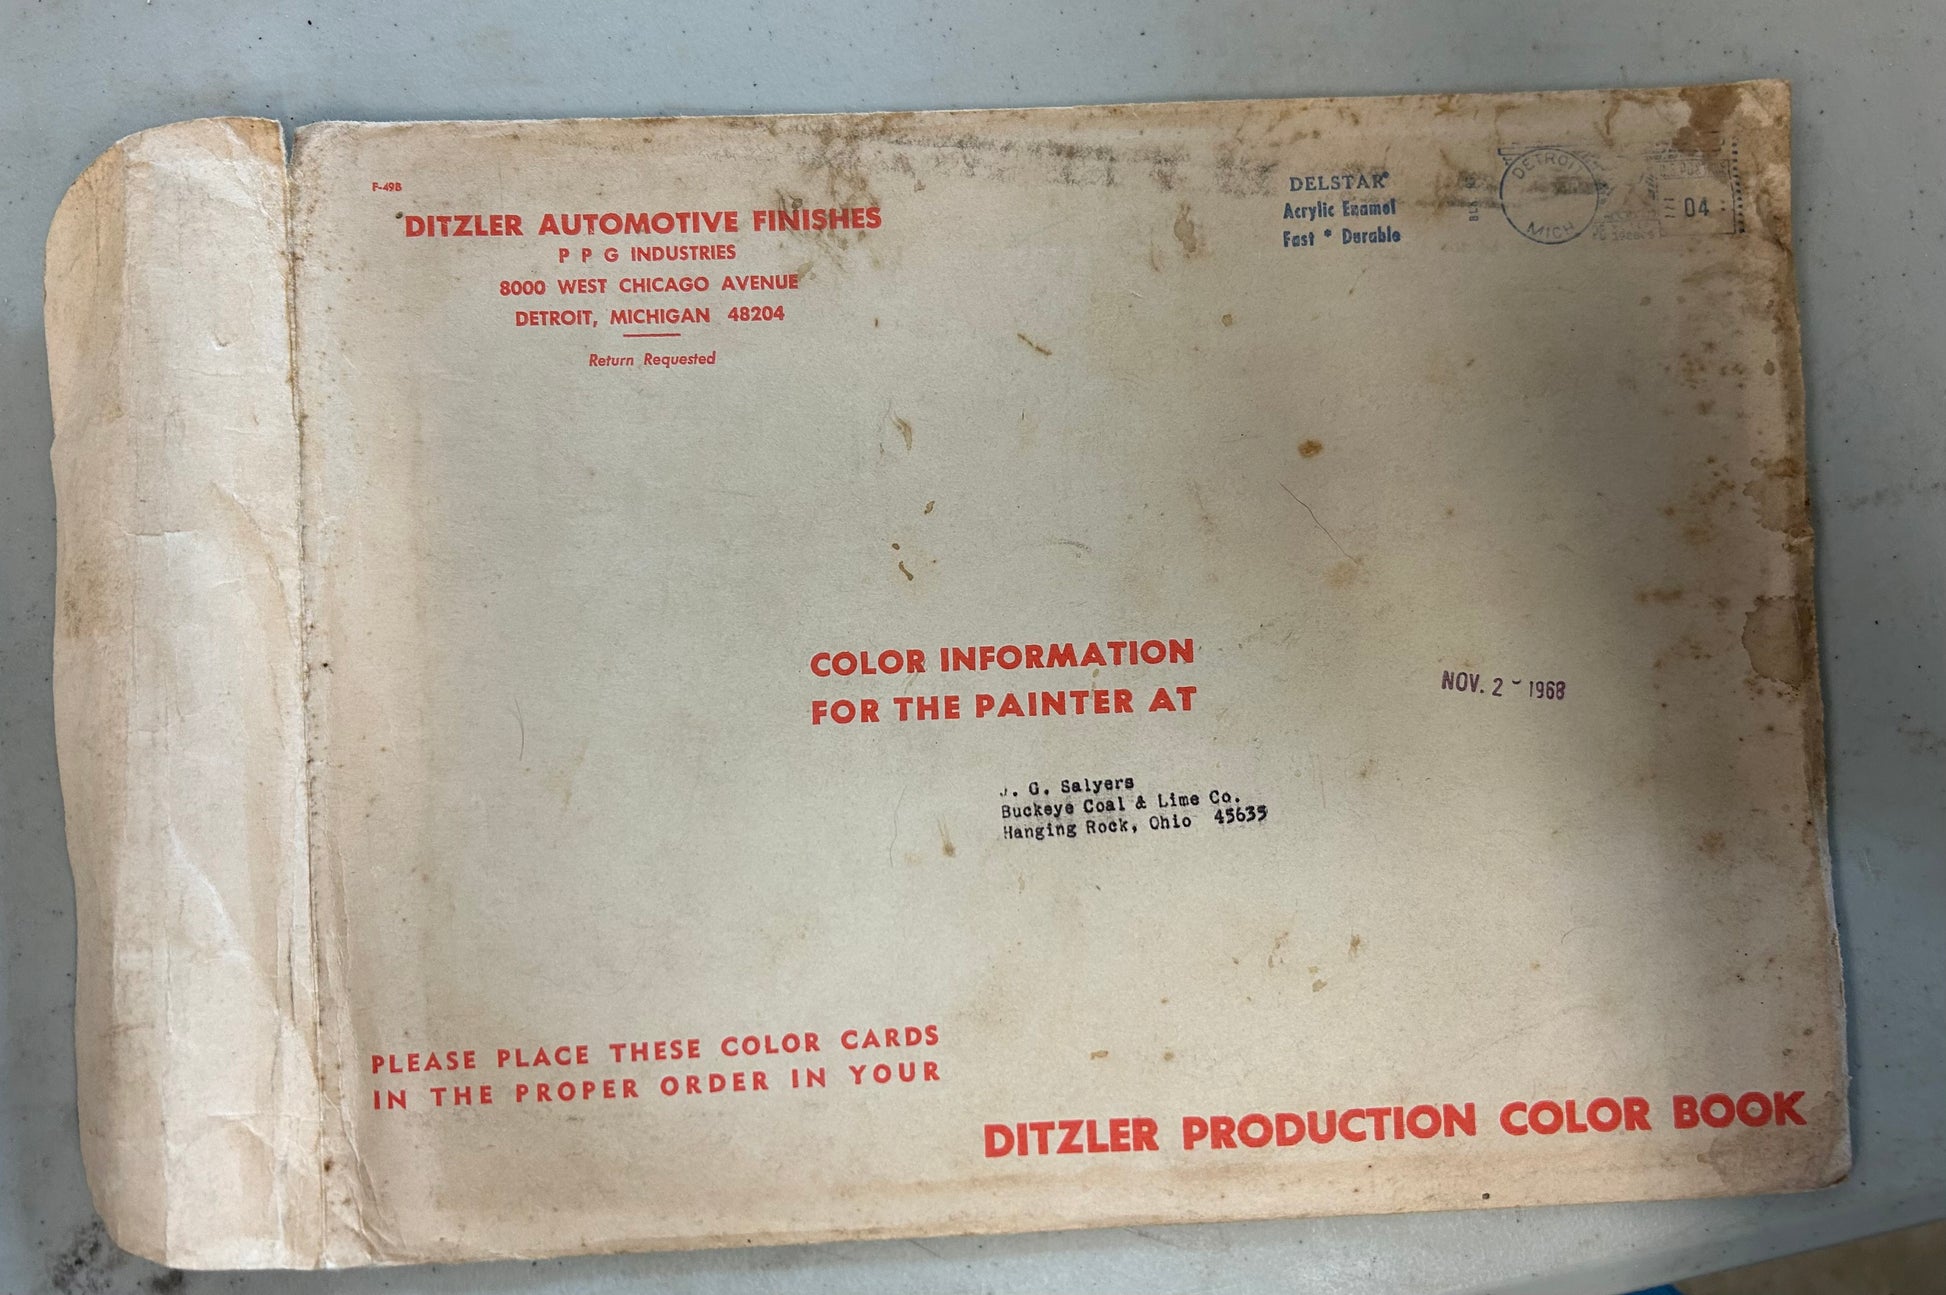 F-49B
DITZLER AUTOMOTIVE FINISHES
P P G INDUSTRIES
8000 WEST CHICAGO AVENUE
DETROIT, MICHIGAN 48204
Return Requested
DELSTAR®
Acrylic Enamel
Fast * Durable
DETROIT
MICH
04
COLOR INFORMATION
FOR THE PAINTER AT
NOV. 2 - 1968
J. G. Salyers
Buckeye Coal & Lime Co.
Hanging Rock, Ohio 45635
PLEASE PLACE THESE COLOR CARDS
IN THE PROPER ORDER IN YOUR
DITZLER PRODUCTION COLOR BOOK